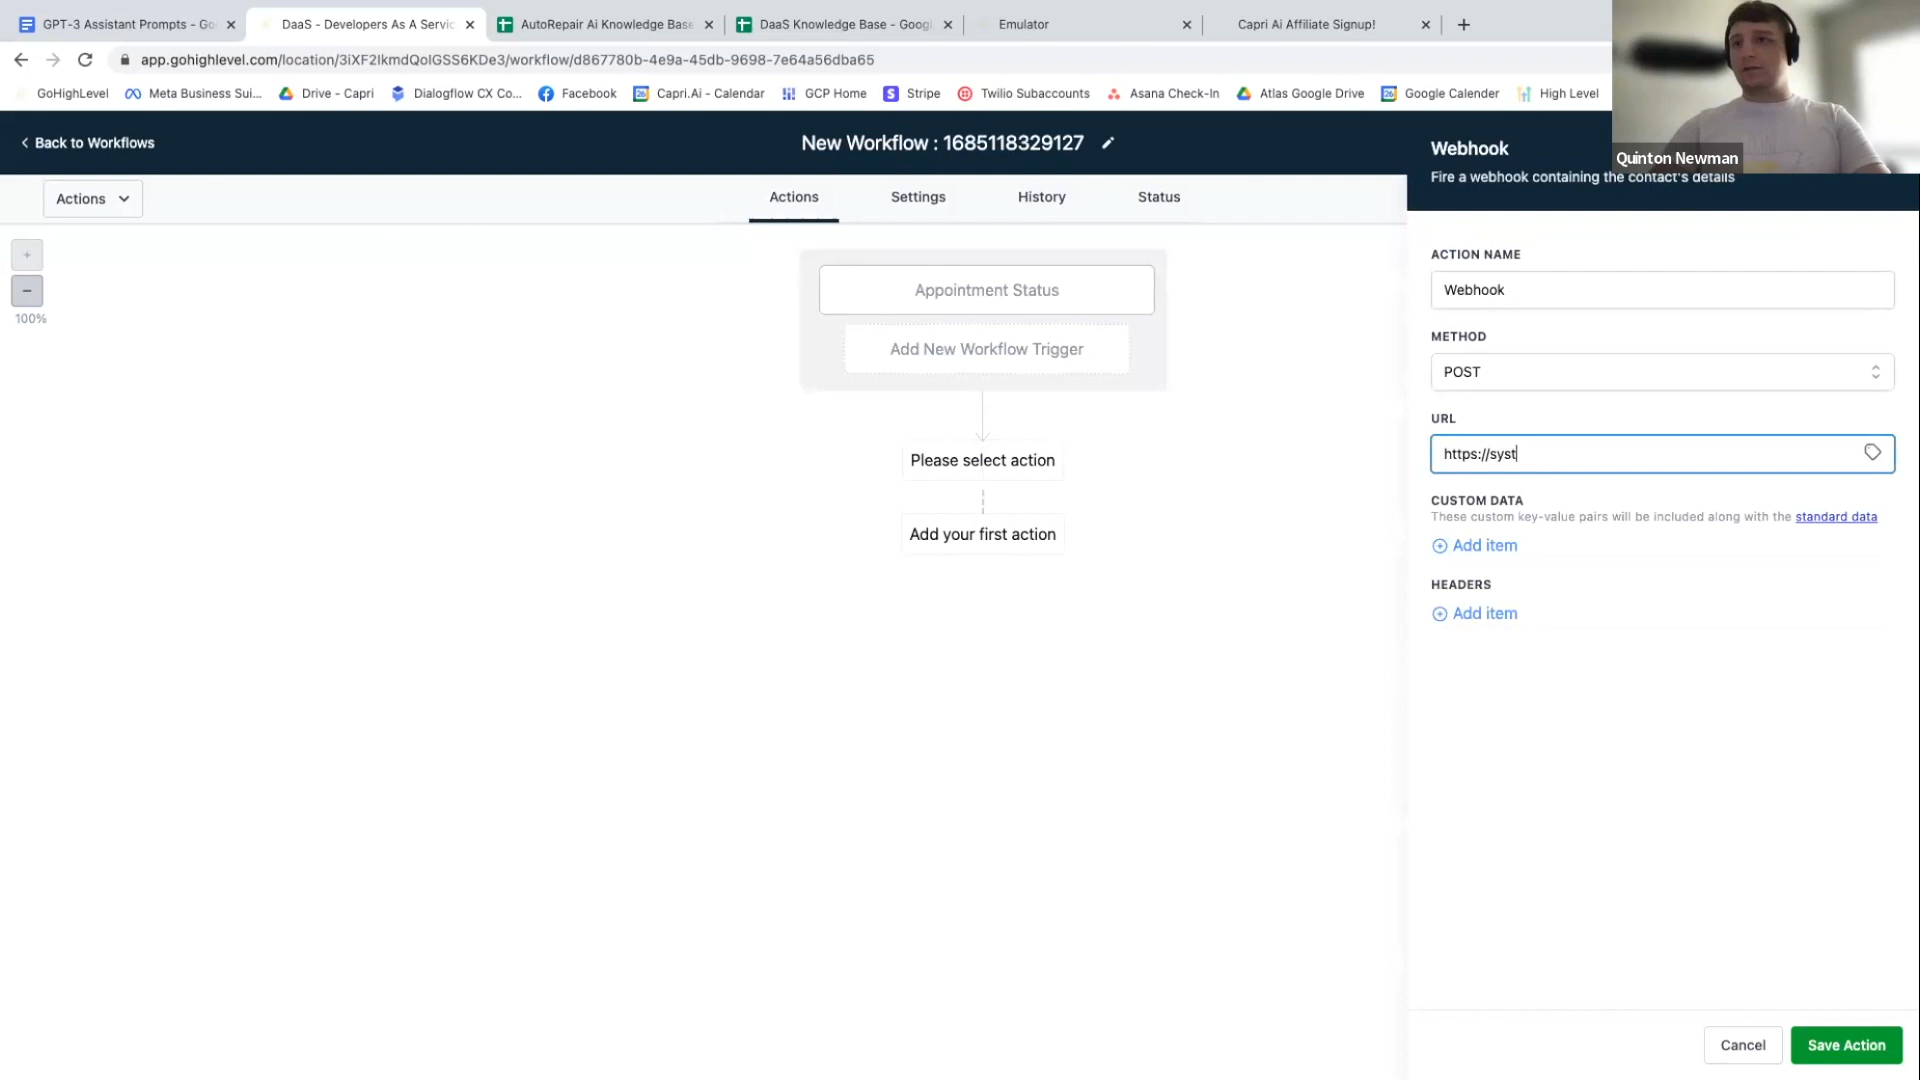 GPT-3 Assistant Prompts - Go
DaaS - Developers As A Servic
AutoRepair Ai Knowledge Base
DaaS Knowledge Base - Googl
Emulator
Capri Ai Affiliate Signup!
app.gohighlevel.com/location/3iXF2IkmdQolGSS6KDe3/workflow/d867780b-4e9a-45db-9698-7e64a56dba65
GoHighLevel
Meta Business Sui...
Drive - Capri
Dialogflow CX Co...
Facebook
Capri.Ai - Calendar
GCP Home
Stripe
Twilio Subaccounts
Asana Check-In
Atlas Google Drive
Google Calender
High Level
Back to Workflows
New Workflow : 1685118329127
Actions
Actions
Settings
History
Status
100%
Appointment Status
Add New Workflow Trigger
Please select action
Add your first action
Quinton Newman
Webhook
Fire a webhook containing the contact's details
ACTION NAME
Webhook
METHOD
POST
URL
https://syst
CUSTOM DATA
These custom key-value pairs will be included along with the standard data
Add item
HEADERS
Add item
Cancel
Save Action